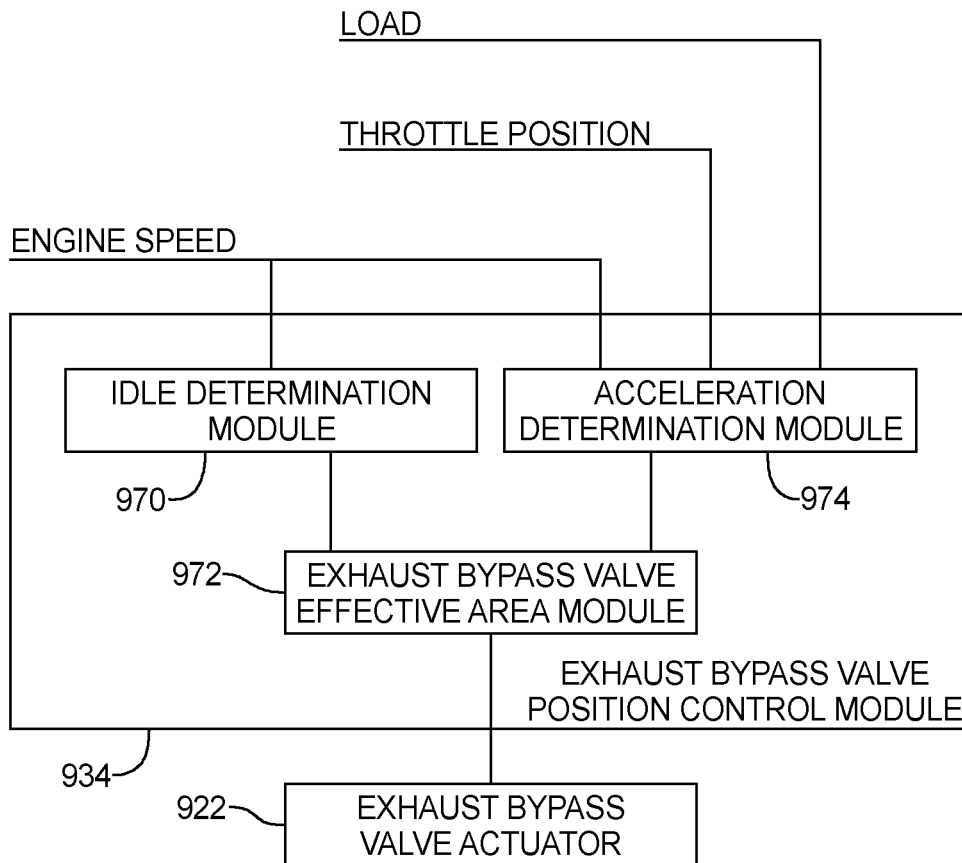 LOAD
THROTTLE POSITION
ENGINE SPEED
IDLE DETERMINATION
MODULE
970
ACCELERATION
DETERMINATION MODULE
974
972
EXHAUST BYPASS VALVE
EFFECTIVE AREA MODULE
EXHAUST BYPASS VALVE
POSITION CONTROL MODULE
934
922
EXHAUST BYPASS
VALVE ACTUATOR